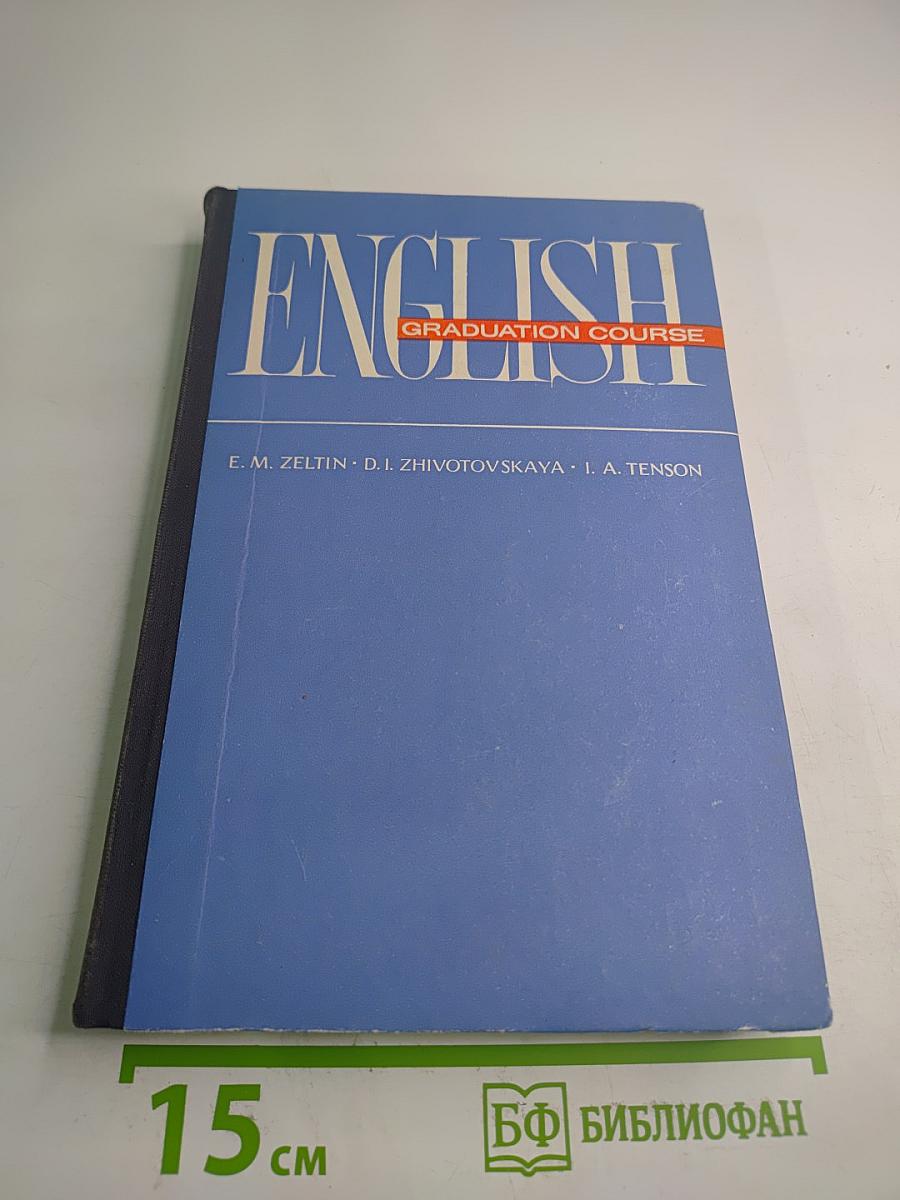 ENGLISH
GRADUATION COURSE
E. M. ZELTIN · D. I. ZHIVOTOVSKAYA · I. A. TENSON
15 см
БФ БИБЛИОФАН